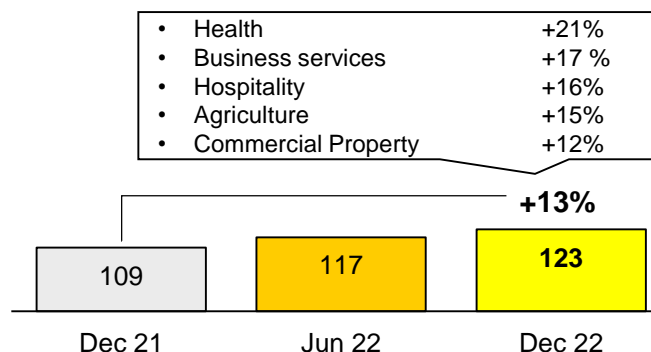 • Health +21%
• Business services +17 %
• Hospitality +16%
• Agriculture +15%
• Commercial Property +12%
+13%
109 117 123
Dec 21 Jun 22 Dec 22